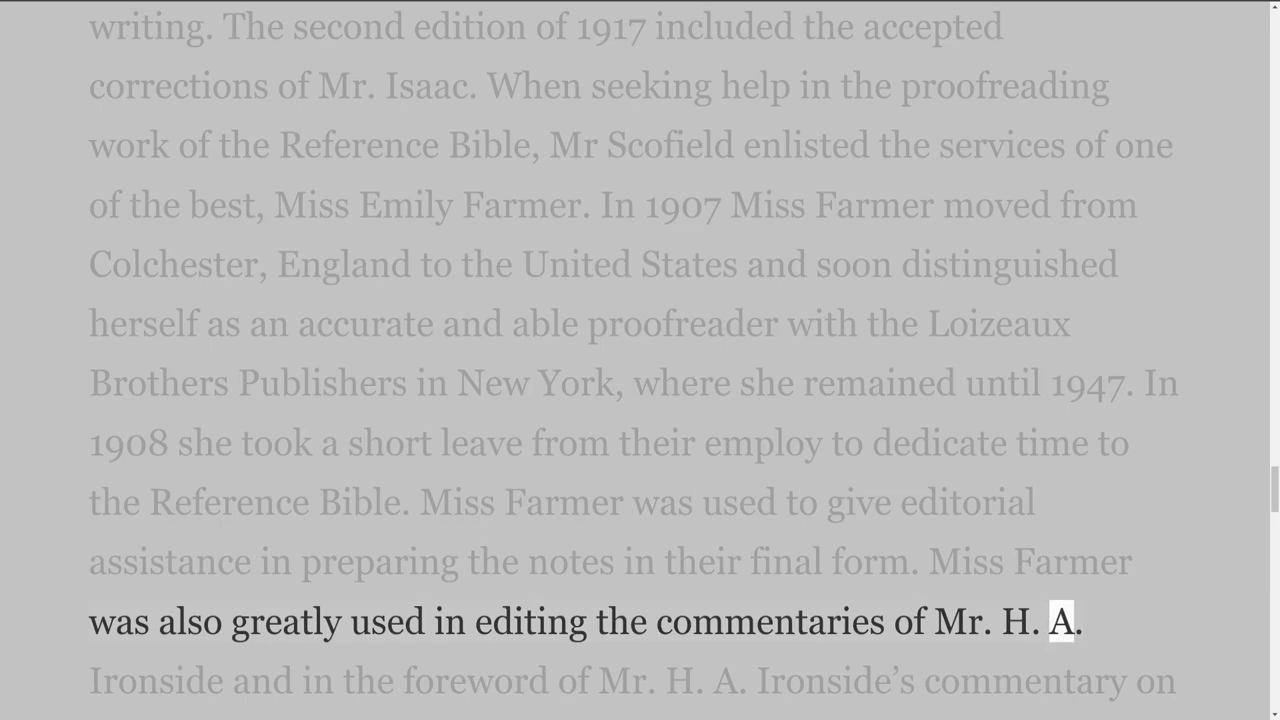 writing. The second edition of 1917 included the accepted
corrections of Mr. Isaac. When seeking help in the proofreading
work of the Reference Bible, Mr Scofield enlisted the services of one
of the best, Miss Emily Farmer. In 1907 Miss Farmer moved from
Colchester, England to the United States and soon distinguished
herself as an accurate and able proofreader with the Loizeaux
Brothers Publishers in New York, where she remained until 1947. In
1908 she took a short leave from their employ to dedicate time to
the Reference Bible. Miss Farmer was used to give editorial
assistance in preparing the notes in their final form. Miss Farmer
was also greatly used in editing the commentaries of Mr. H. A.
Ironside and in the foreword of Mr. H. A. Ironside’s commentary on